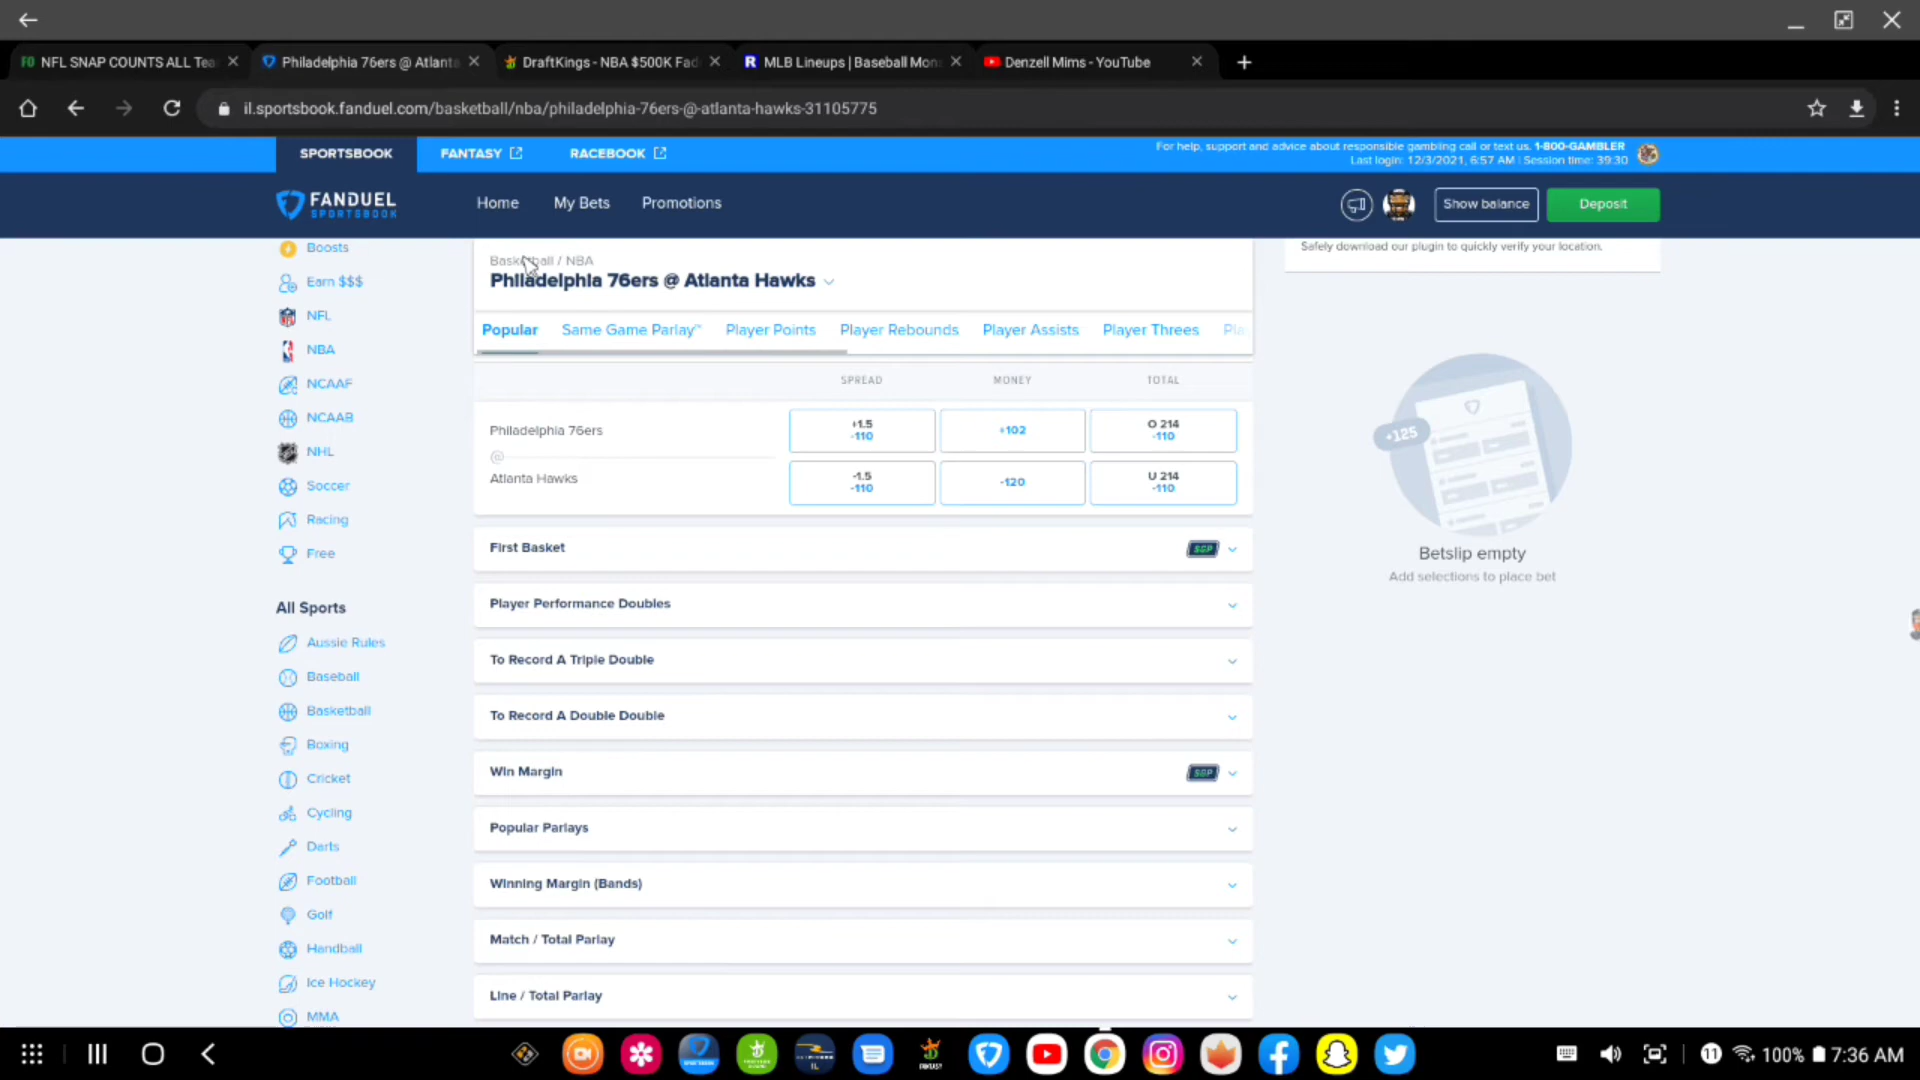 NFL SNAP COUNTS ALL Tea
Philadelphia 76ers @ Atlanta
DraftKings - NBA $500K Fad
R MLB Lineups | Baseball Mon
Denzell Mims - YouTube
il.sportsbook.fanduel.com/basketball/nba/philadelphia-76ers-@-atlanta-hawks-31105775
SPORTSBOOK
FANTASY
RACEBOOK
For help, support and advice about responsible gambling call or text us. 1-800-GAMBLER
Last login: 12/3/2021, 6:57 AM | Session time: 39:30
FANDUEL
SPORTSBOOK
Home
My Bets
Promotions
Show balance
Deposit
Boosts
Earn $$$
NFL
NBA
NCAAF
NCAAB
NHL
Soccer
Racing
Free
All Sports
Aussie Rules
Baseball
Basketball
Boxing
Cricket
Cycling
Darts
Football
Golf
Handball
Ice Hockey
MMA
Basketball / NBA
Philadelphia 76ers @ Atlanta Hawks
Popular
Same Game Parlay™
Player Points
Player Rebounds
Player Assists
Player Threes
Pla
SPREAD
MONEY
TOTAL
Philadelphia 76ers
+1.5
-110
+102
O 214
-110
@
Atlanta Hawks
-1.5
-110
-120
U 214
-110
First Basket
SGP
Player Performance Doubles
To Record A Triple Double
To Record A Double Double
Win Margin
SGP
Popular Parlays
Winning Margin (Bands)
Match / Total Parlay
Line / Total Parlay
Safely download our plugin to quickly verify your location.
+125
Betslip empty
Add selections to place bet
11
100%
7:36 AM